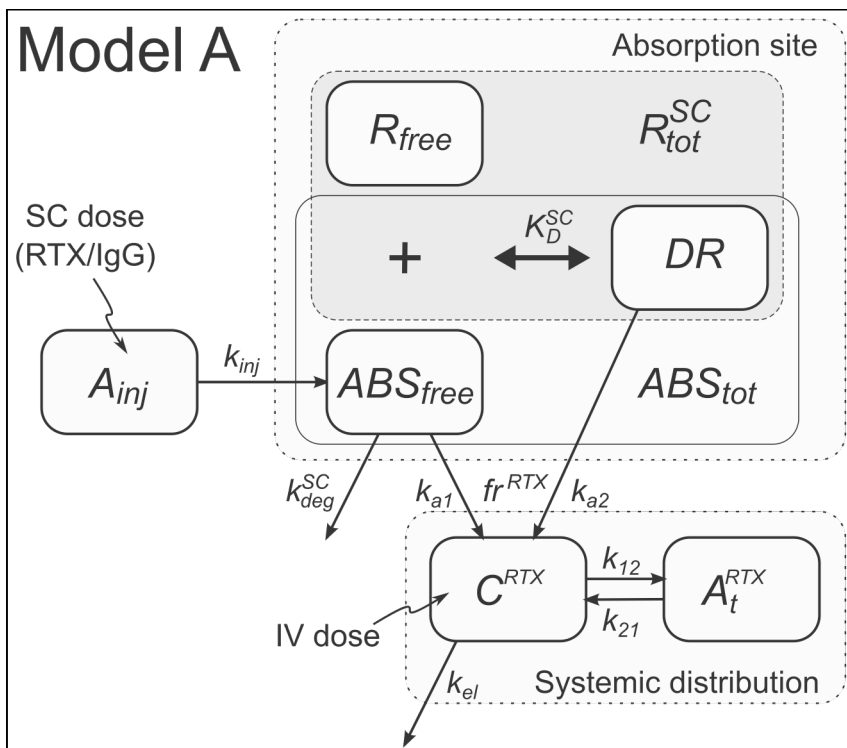 Model A
Absorption site
R_free
R_tot^SC
SC dose
(RTX/IgG)
K_D^SC
+
DR
k_inj
A_inj
ABS_free
ABS_tot
k_deg^SC
k_a1
fr^RTX
k_a2
C^RTX
k_12
A_t^RTX
k_21
IV dose
k_el
Systemic distribution